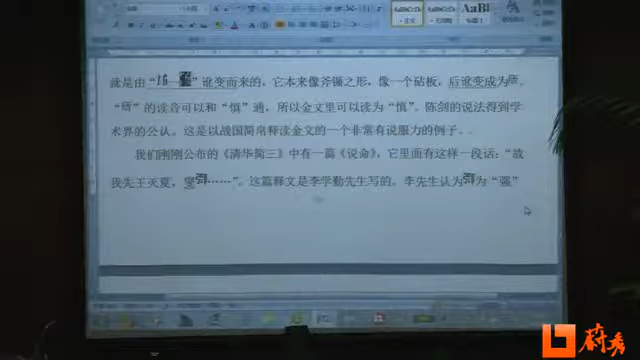 就是由“ ”讹变而来的，它本来像斧锧之形，像一个砧板，后讹变成为 。
“ ”的读音可以和“慎”通，所以金文里可以读为“慎”。陈剑的说法得到学
术界的公认。这是以战国简帛释读金文的一个非常有说服力的例子。
我们刚刚公布的《清华简三》中有一篇《说命》，它里面有这样一段话：“故
我先王灭夏， ……”。这篇释文是李学勤先生写的。李先生认为 为“强”
蔚秀